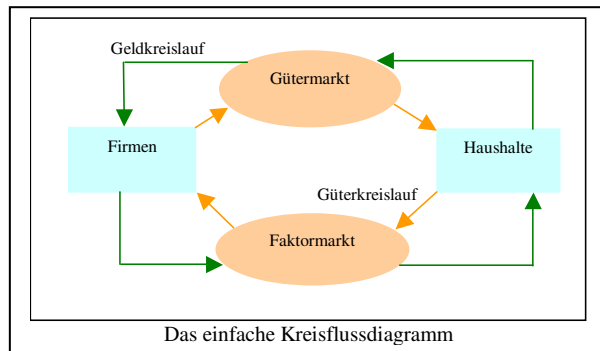 Geldkreislauf
Gütermarkt
Firmen
Haushalte
Güterkreislauf
Faktormarkt
Das einfache Kreisflussdiagramm